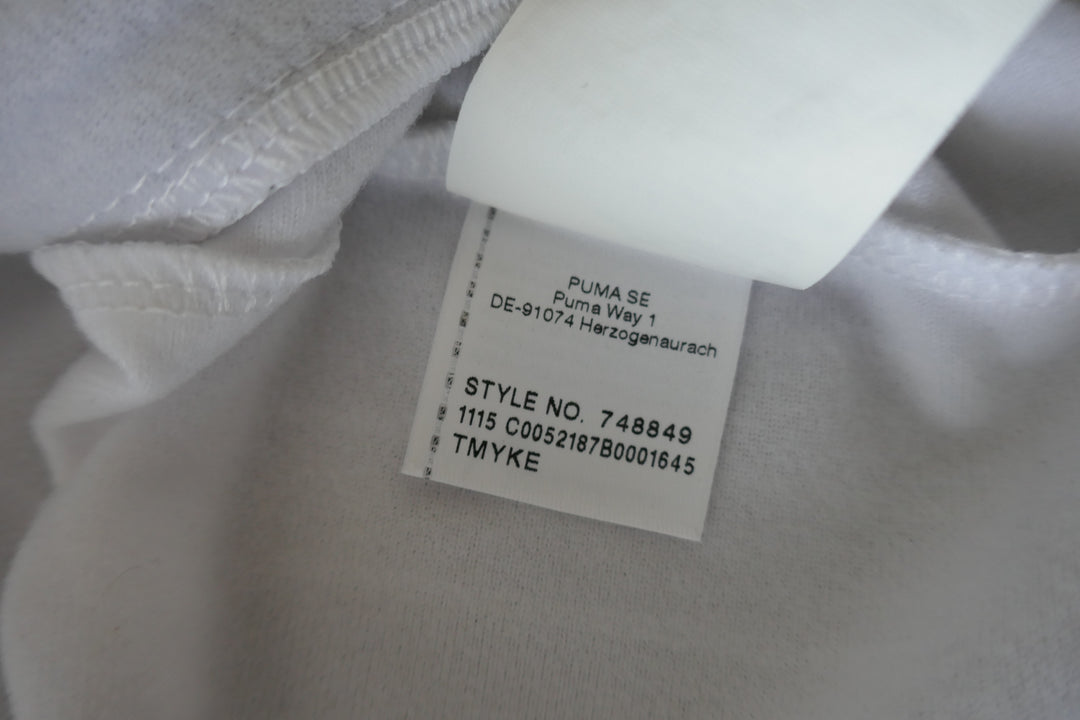 PUMA SE
Puma Way 1
DE-91074 Herzogenaurach
STYLE NO. 748849
1115 C0052187B0001645
TMYKE